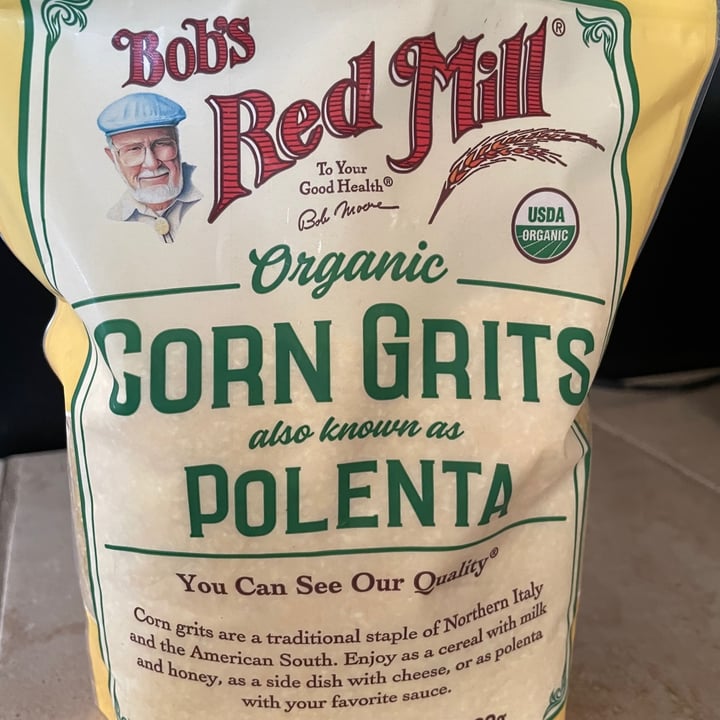 Bob's
Red Mill®
To Your
Good Health®
Bob Moore
USDA
ORGANIC
Organic
CORN GRITS
also known as
POLENTA
You Can See Our Quality®
Corn grits are a traditional staple of Northern Italy
and the American South. Enjoy as a cereal with milk
and honey, as a side dish with cheese, or as polenta
with your favorite sauce.